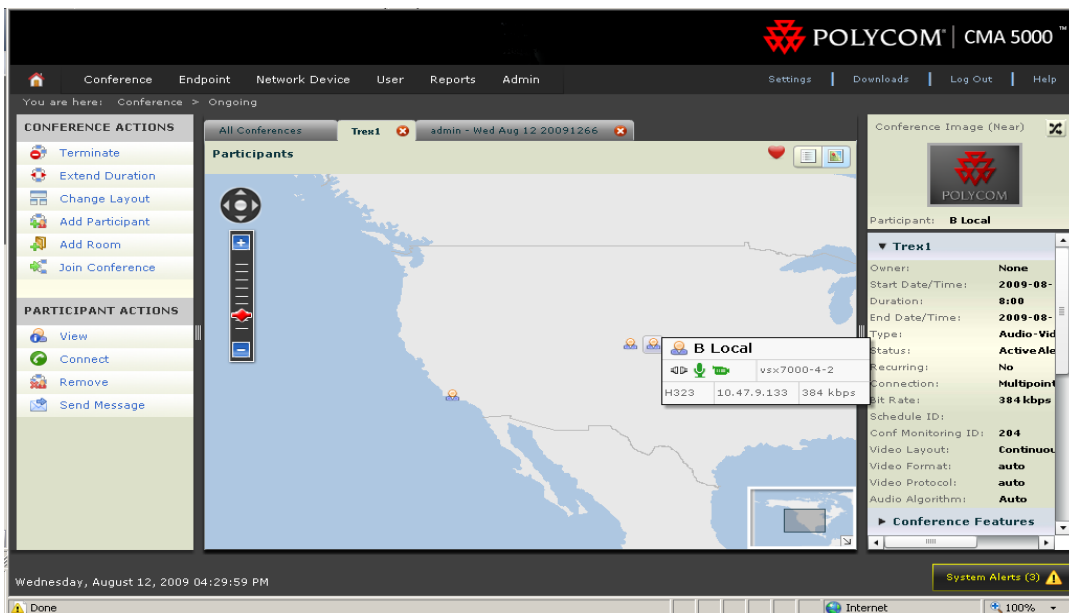 POLYCOM® | CMA 5000 ™
Conference Endpoint Network Device User Reports Admin Settings | Downloads | Log Out | Help
You are here: Conference > Ongoing
CONFERENCE ACTIONS
Terminate
Extend Duration
Change Layout
Add Participant
Add Room
Join Conference
PARTICIPANT ACTIONS
View
Connect
Remove
Send Message
All Conferences Trex1 admin - Wed Aug 12 20091266
Participants
B Local
vsx7000-4-2
H323 10.47.9.133 384 kbps
Conference Image (Near)
POLYCOM
Participant: B Local
Trex1
Owner: None
Start Date/Time: 2009-08-
Duration: 8:00
End Date/Time: 2009-08-
Type: Audio-Vid
Status: Active Ale
Recurring: No
Connection: Multipoint
Bit Rate: 384 kbps
Schedule ID:
Conf Monitoring ID: 204
Video Layout: Continuou
Video Format: auto
Video Protocol: auto
Audio Algorithm: Auto
Conference Features
Wednesday, August 12, 2009 04:29:59 PM
System Alerts (3)
Done Internet 100%